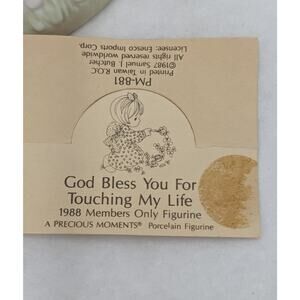 PM-881
Printed in Taiwan R.O.C
©1987 Samuel J. Butcher
All rights reserved worldwide
Licensee: Enesco Imports Corp.
God Bless You For
Touching My Life
1988 Members Only Figurine
A PRECIOUS MOMENTS® Porcelain Figurine